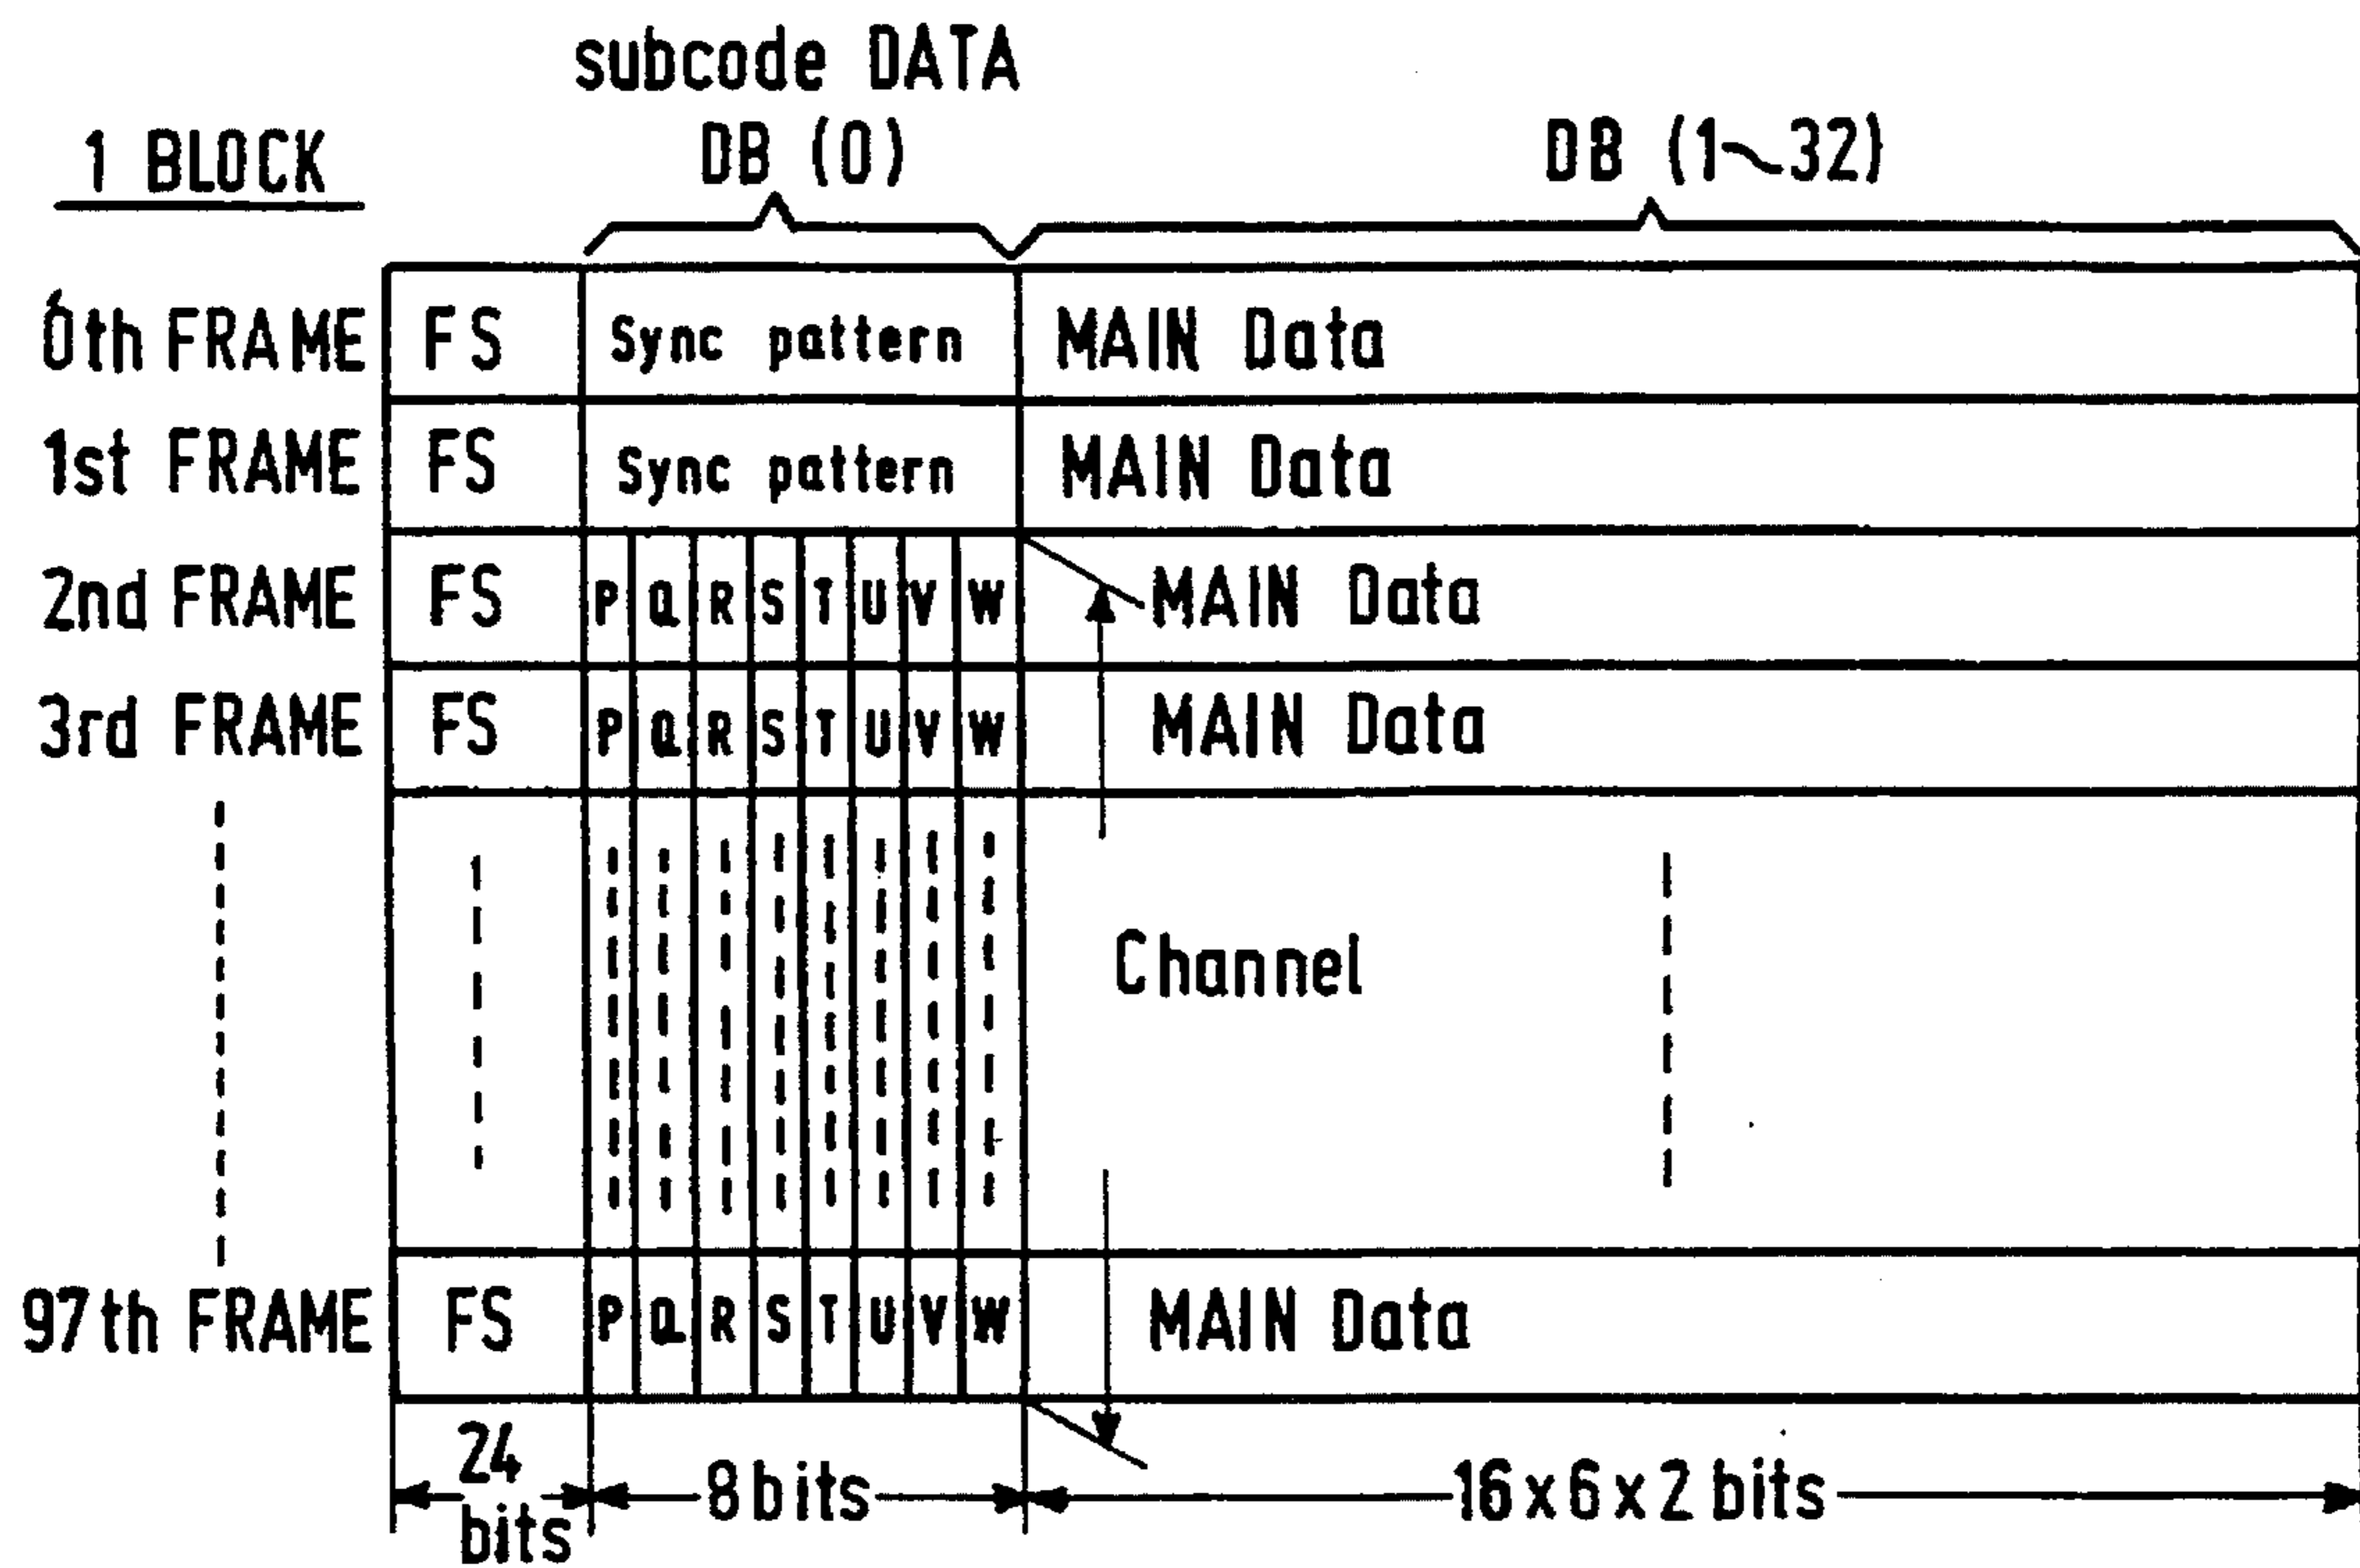 subcode DATA
1 BLOCK DB (0) DB (1~32)
0th FRAME FS Sync pattern MAIN Data
1st FRAME FS Sync pattern MAIN Data
2nd FRAME FS P Q R S T U V W MAIN Data
3rd FRAME FS P Q R S T U V W MAIN Data
Channel
97th FRAME FS P Q R S T U V W MAIN Data
24 bits 8 bits 16x6x2 bits